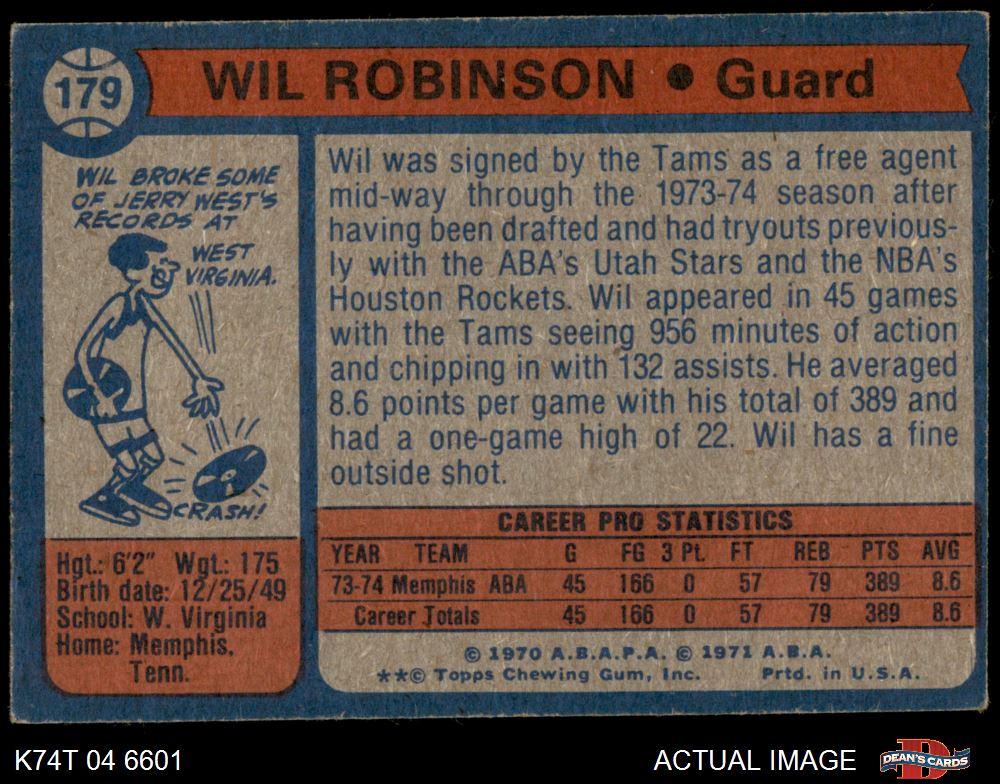 179
WIL ROBINSON • Guard
WIL BROKE SOME
OF JERRY WEST'S
RECORDS AT
WEST
VIRGINIA.
CRASH!
Hgt.: 6'2" Wgt.: 175
Birth date: 12/25/49
School: W. Virginia
Home: Memphis,
Tenn.
Wil was signed by the Tams as a free agent
mid-way through the 1973-74 season after
having been drafted and had tryouts previous-
ly with the ABA's Utah Stars and the NBA's
Houston Rockets. Wil appeared in 45 games
with the Tams seeing 956 minutes of action
and chipping in with 132 assists. He averaged
8.6 points per game with his total of 389 and
had a one-game high of 22. Wil has a fine
outside shot.
CAREER PRO STATISTICS
YEAR TEAM G FG 3 Pt. FT REB PTS AVG
73-74 Memphis ABA 45 166 0 57 79 389 8.6
Career Totals 45 166 0 57 79 389 8.6
© 1970 A.B.A.P.A. © 1971 A.B.A.
**© Topps Chewing Gum, Inc. Prtd. in U.S.A.
K74T 04 6601
ACTUAL IMAGE
D
DEAN'S CARDS